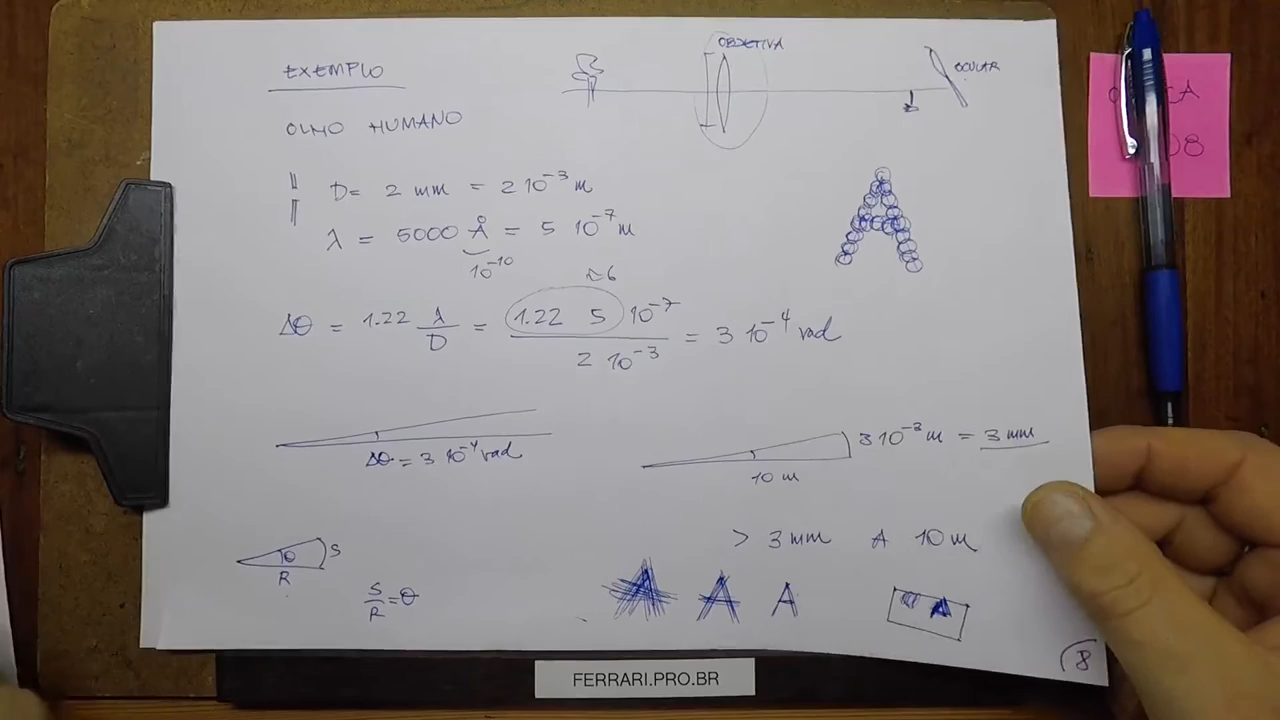 EXEMPLO
OBJETIVA
OCULAR
OLHO HUMANO
D = 2 mm = 2 10⁻³ m
λ = 5000 Å = 5 10⁻⁷ m
10⁻¹⁰
≈ 6
Δθ = 1.22 λ/D = 1.22 5 10⁻⁷ / 2 10⁻³ = 3 10⁻⁴ rad
A
Δθ = 3 10⁻⁴ rad
10 m
3 10⁻³ m = 3 mm
> 3 mm A 10 m
θ
S
R
S/R = θ
A A A
A
8
08
FERRARI.PRO.BR